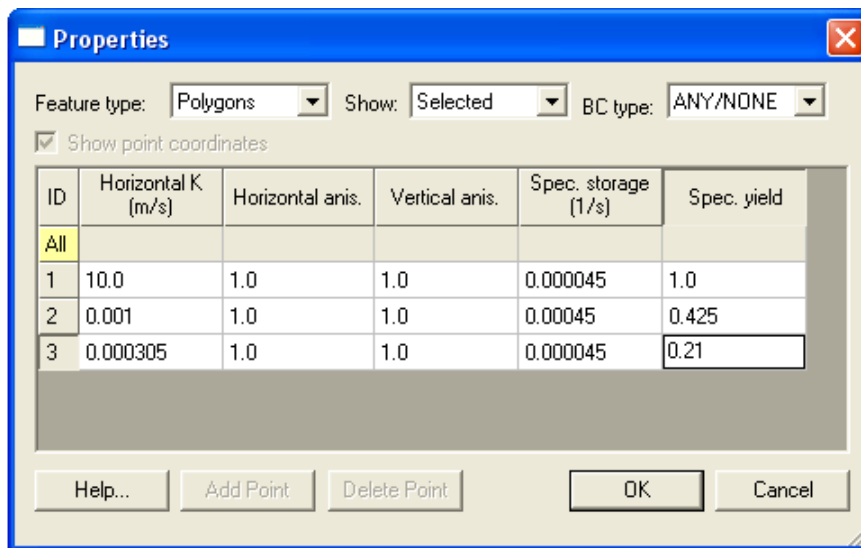 Properties
Feature type: Polygons Show: Selected BC type: ANY/NONE
Show point coordinates
ID Horizontal K (m/s) Horizontal anis. Vertical anis. Spec. storage (1/s) Spec. yield
All
1 10.0 1.0 1.0 0.000045 1.0
2 0.001 1.0 1.0 0.00045 0.425
3 0.000305 1.0 1.0 0.000045 0.21
Help... Add Point Delete Point OK Cancel